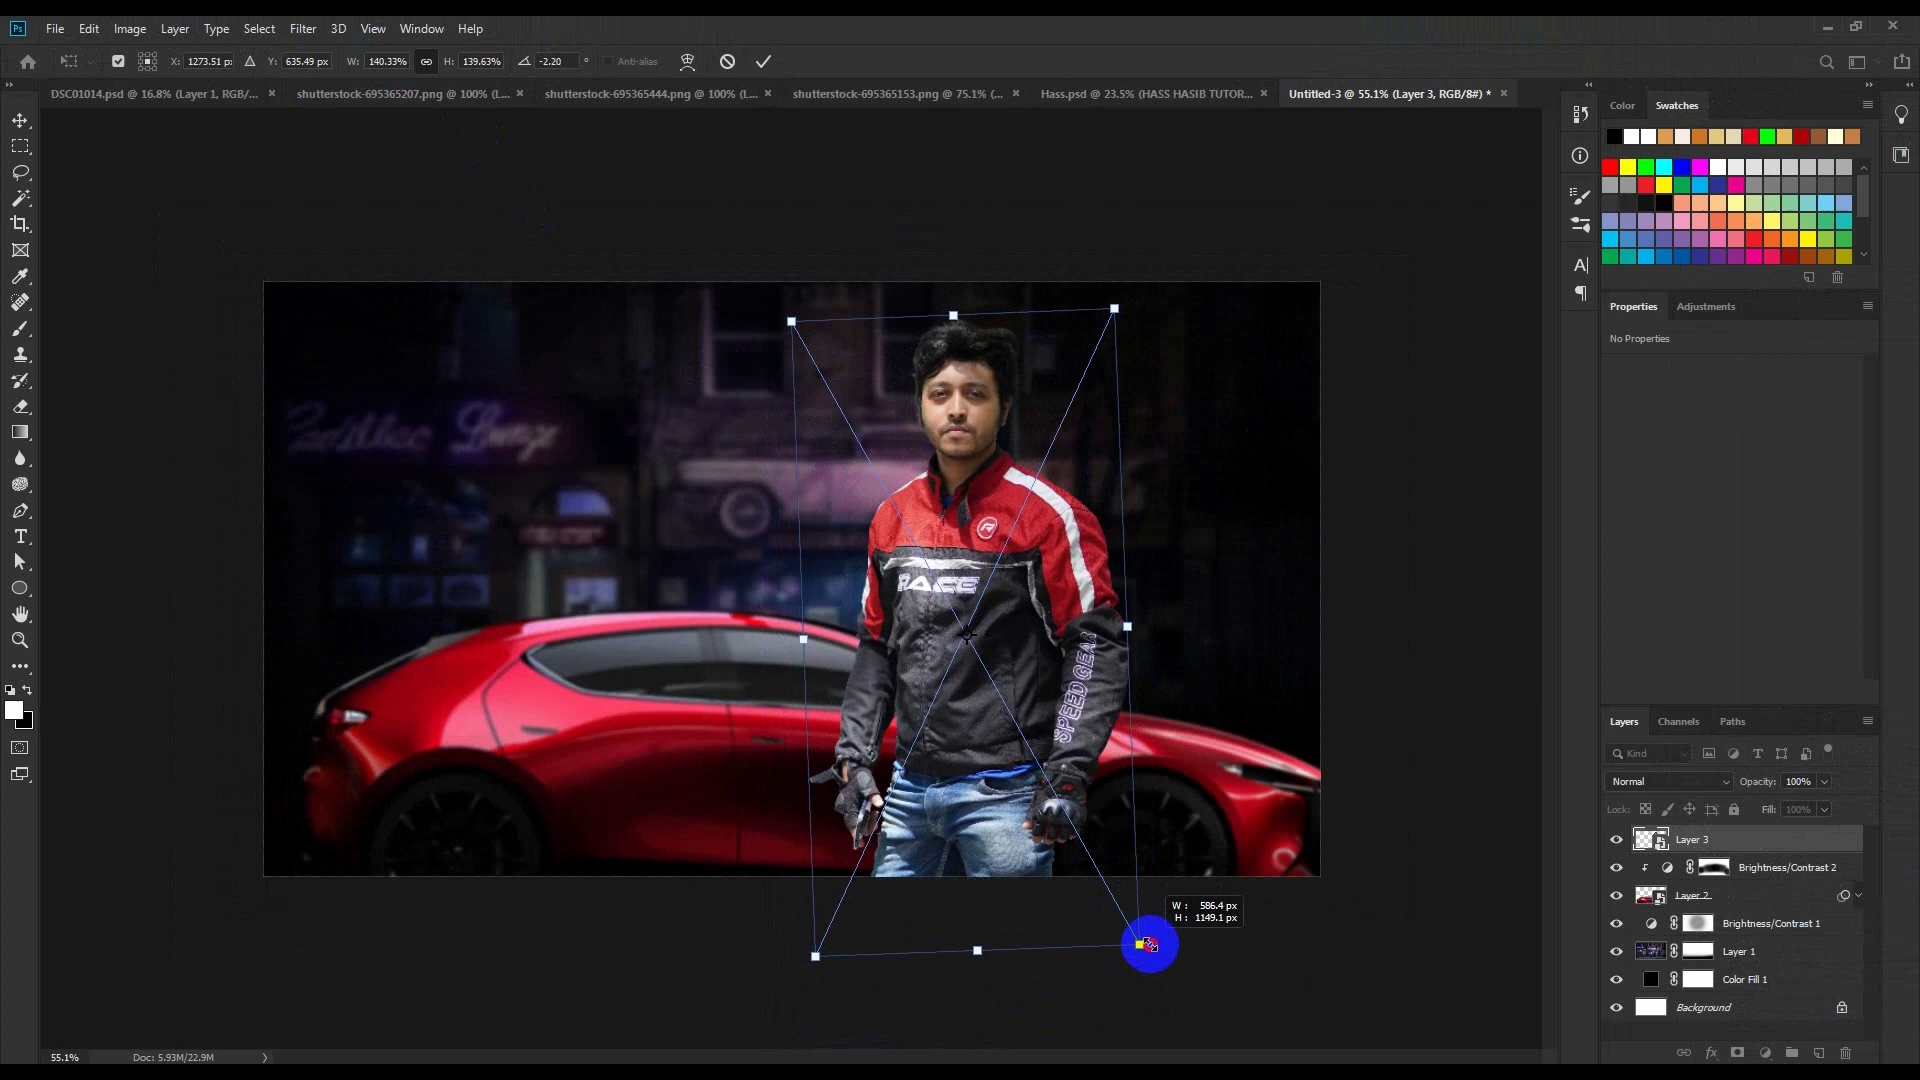 Ps File Edit Image Layer Type Select Filter 3D View Window Help
X: 1273.51 px Y: 635.49 px W: 140.33% H: 139.63% -2.20 ° Anti-alias
DSC01014.psd @ 16.8% (Layer 1, RGB/... × shutterstock-695365207.png @ 100% (L... × shutterstock-695365444.png @ 100% (L... × shutterstock-695365153.png @ 75.1% (... × Hass.psd @ 23.5% (HASS HASIB TUTOR... × Untitled-3 @ 55.1% (Layer 3, RGB/8#) * ×
Color Swatches
Properties Adjustments
No Properties
Cadillac Lounge
RACE
SPEED GEAR
W : 586.4 px
H : 1149.1 px
Layers Channels Paths
Kind
Normal Opacity: 100%
Lock: Fill: 100%
Layer 3
Brightness/Contrast 2
Layer 2
Brightness/Contrast 1
Layer 1
Color Fill 1
Background
fx
55.1% Doc: 5.93M/22.9M